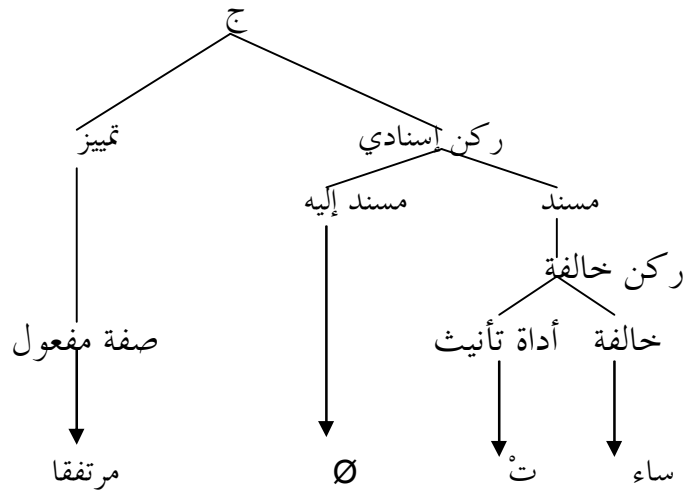 ج
ركن إسنادي تمييز
مسند مسند إليه
ركن خالفة
خالفة أداة تأنيث صفة مفعول
ساء تْ Ø مرتفقا